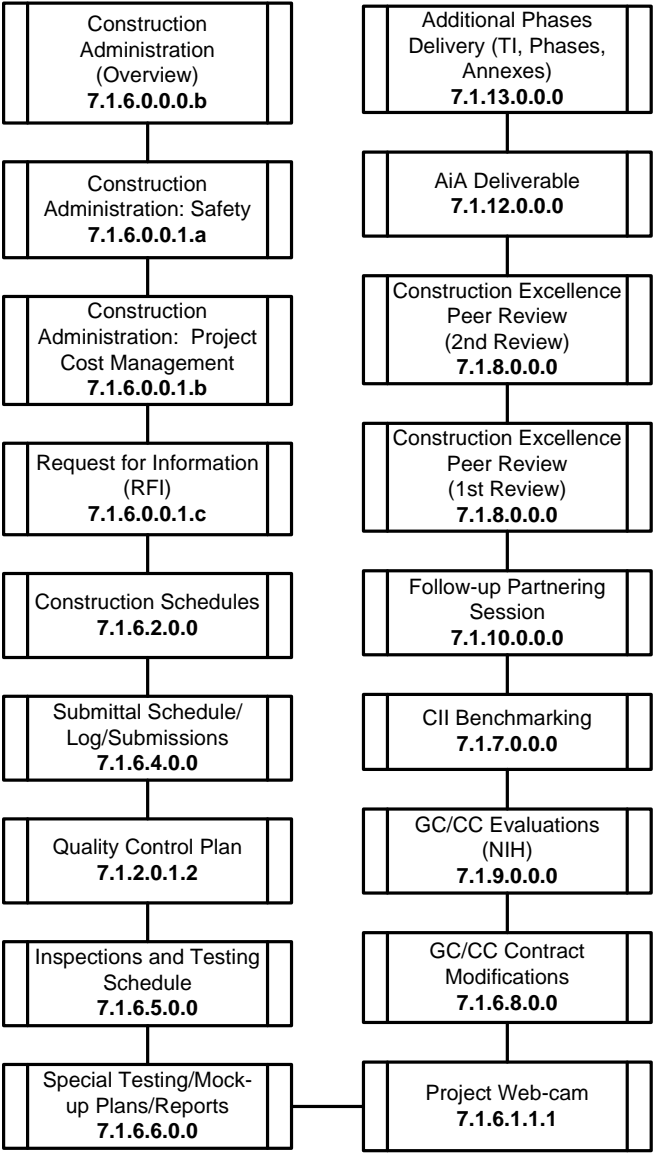 Construction
Administration
(Overview)
7.1.6.0.0.0.b
Construction
Administration: Safety
7.1.6.0.0.1.a
Construction
Administration:  Project
Cost Management
7.1.6.0.0.1.b
Request for Information
(RFI)
7.1.6.0.0.1.c
Construction Schedules
7.1.6.2.0.0
Submittal Schedule/
Log/Submissions
7.1.6.4.0.0
Quality Control Plan
7.1.2.0.1.2
Inspections and Testing
Schedule
7.1.6.5.0.0
Special Testing/Mock-
up Plans/Reports
7.1.6.6.0.0
Additional Phases
Delivery (TI, Phases,
Annexes)
7.1.13.0.0.0
AiA Deliverable
7.1.12.0.0.0
Construction Excellence
Peer Review
(2nd Review)
7.1.8.0.0.0
Construction Excellence
Peer Review
(1st Review)
7.1.8.0.0.0
Follow-up Partnering
Session
7.1.10.0.0.0
CII Benchmarking
7.1.7.0.0.0
GC/CC Evaluations
(NIH)
7.1.9.0.0.0
GC/CC Contract
Modifications
7.1.6.8.0.0
Project Web-cam
7.1.6.1.1.1